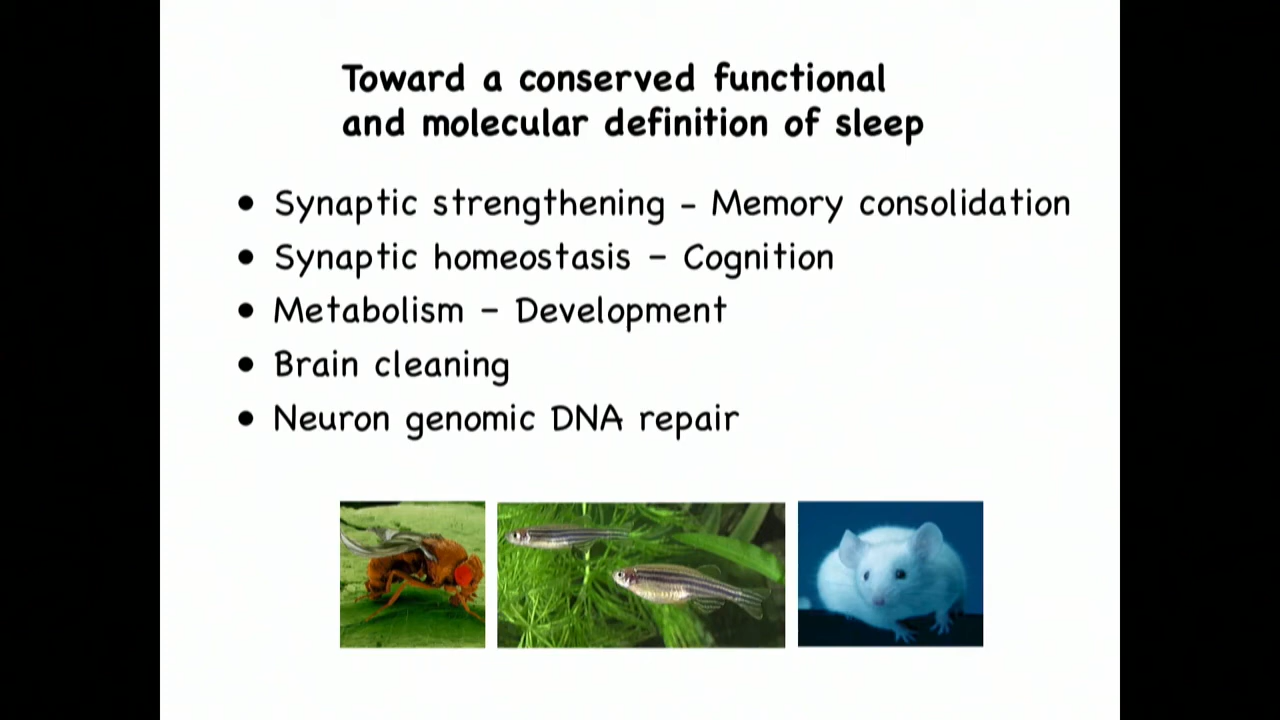 Toward a conserved functional
and molecular definition of sleep
• Synaptic strengthening – Memory consolidation
• Synaptic homeostasis – Cognition
• Metabolism – Development
• Brain cleaning
• Neuron genomic DNA repair